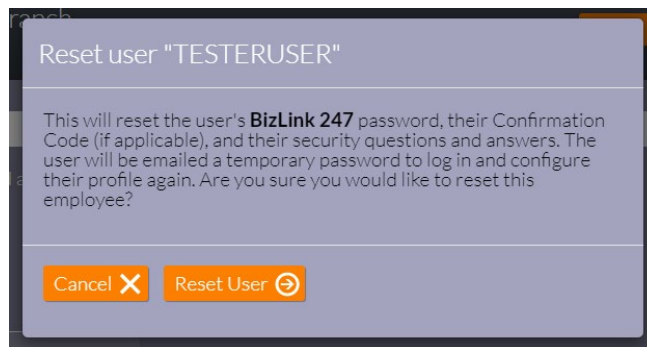 Reset user "TESTERUSER"
This will reset the user's BizLink 247 password, their Confirmation
Code (if applicable), and their security questions and answers. The
user will be emailed a temporary password to log in and configure
their profile again. Are you sure you would like to reset this
employee?
Cancel
Reset User